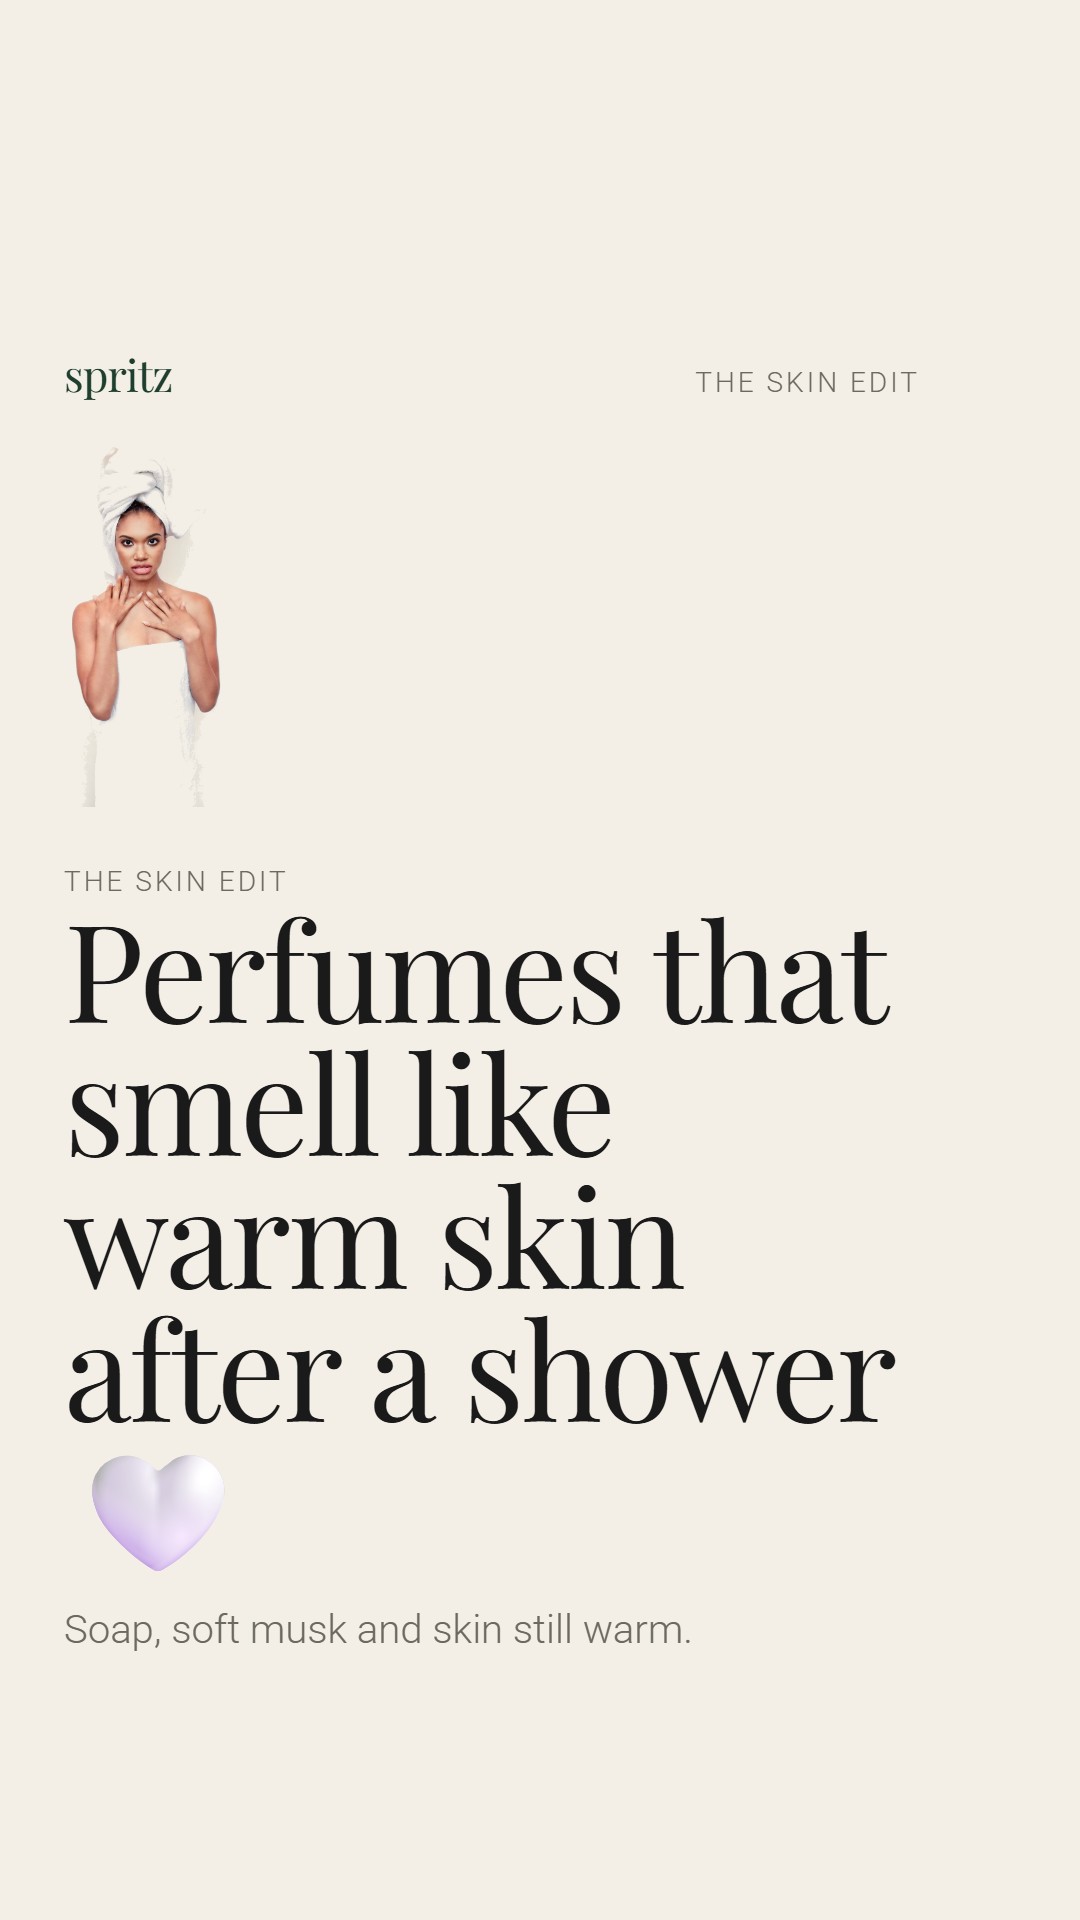 spritz
THE SKIN EDIT
THE SKIN EDIT
Perfumes that
smell like
warm skin
after a shower
Soap, soft musk and skin still warm.